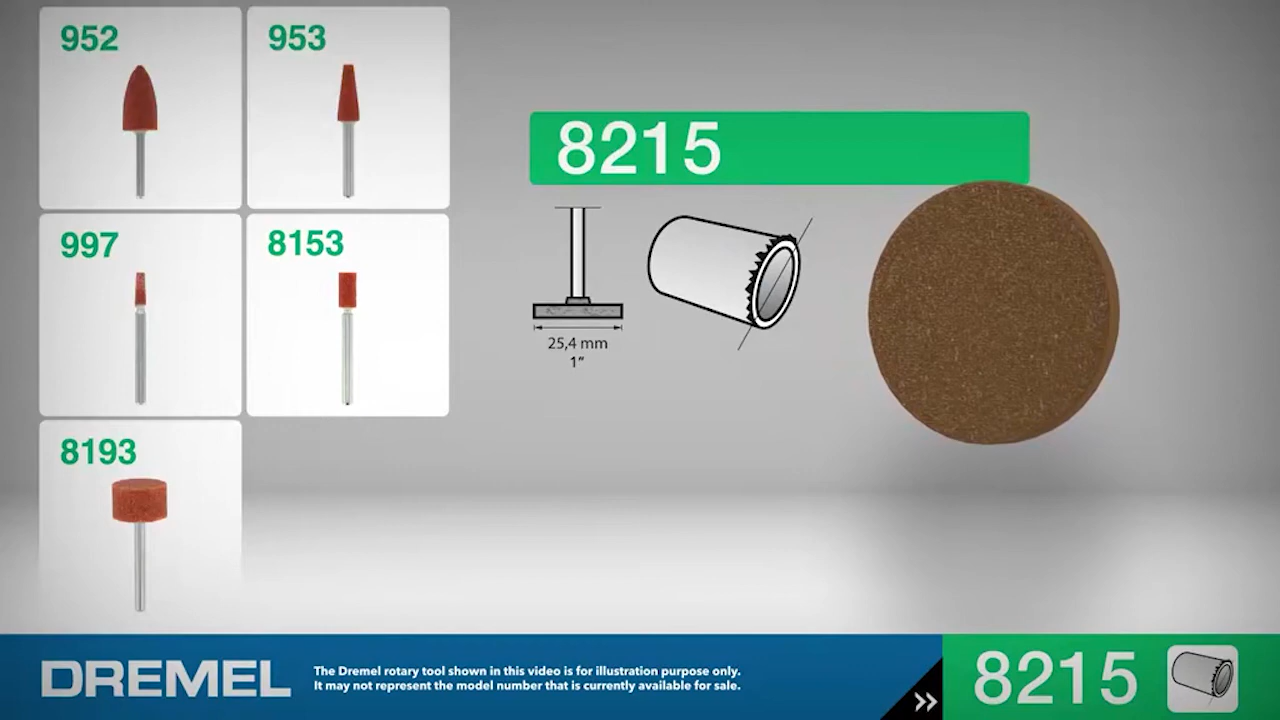 952
953
997
8153
8193
8215
25,4 mm
1”
DREMEL
The Dremel rotary tool shown in this video is for illustration purpose only.
It may not represent the model number that is currently available for sale.
8215